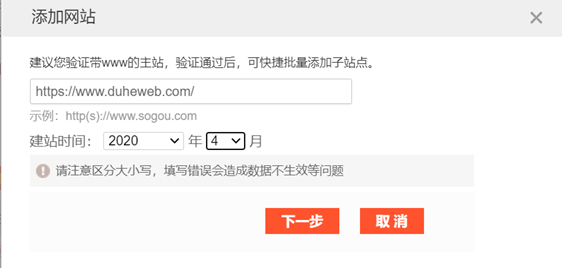 添加网站
建议您验证带www的主站，验证通过后，可快捷批量添加子站点。
https://www.duheweb.com/
示例：http(s)://www.sogou.com
建站时间： 2020 年 4 月
请注意区分大小写，填写错误会造成数据不生效等问题
下一步 取消